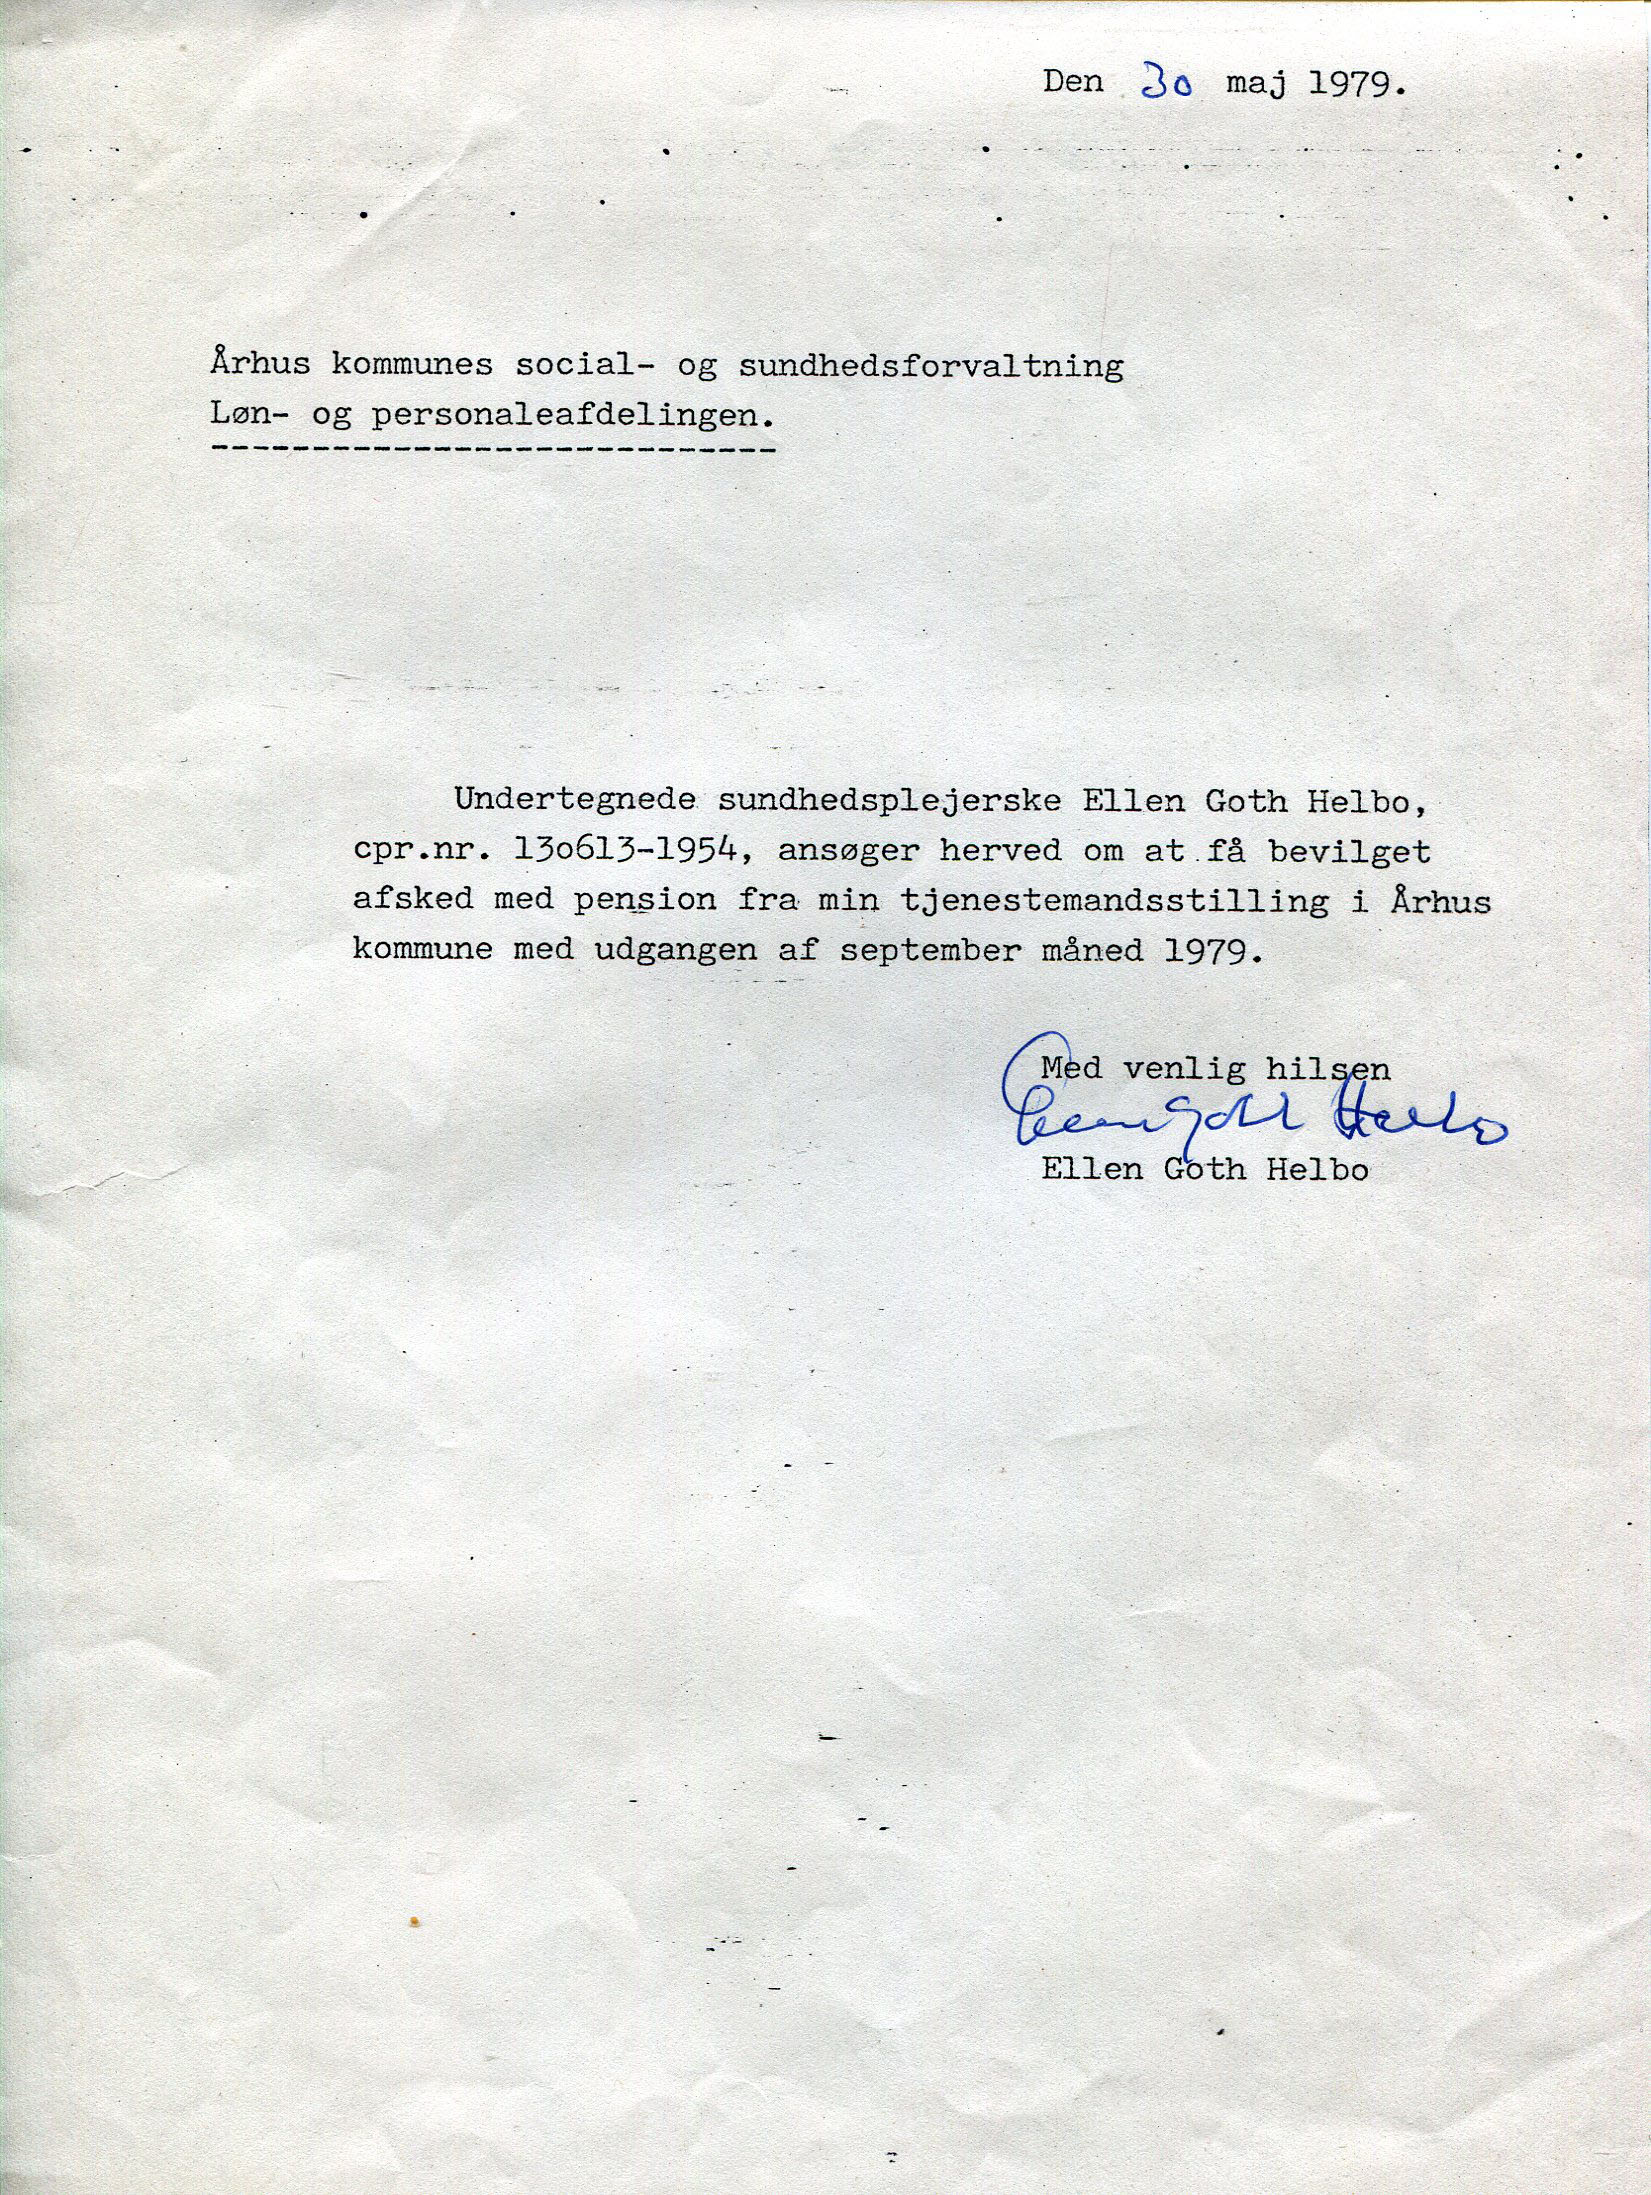 Den 30 maj 1979.
Århus kommunes social- og sundhedsforvaltning
Løn- og personaleafdelingen.
----------------------------
Undertegnede sundhedsplejerske Ellen Goth Helbo,
cpr.nr. 13o613-1954, ansøger herved om at få bevilget
afsked med pension fra min tjenestemandsstilling i Århus
kommune med udgangen af september måned 1979.
Med venlig hilsen
Ellen Goth Helbo
Ellen Goth Helbo